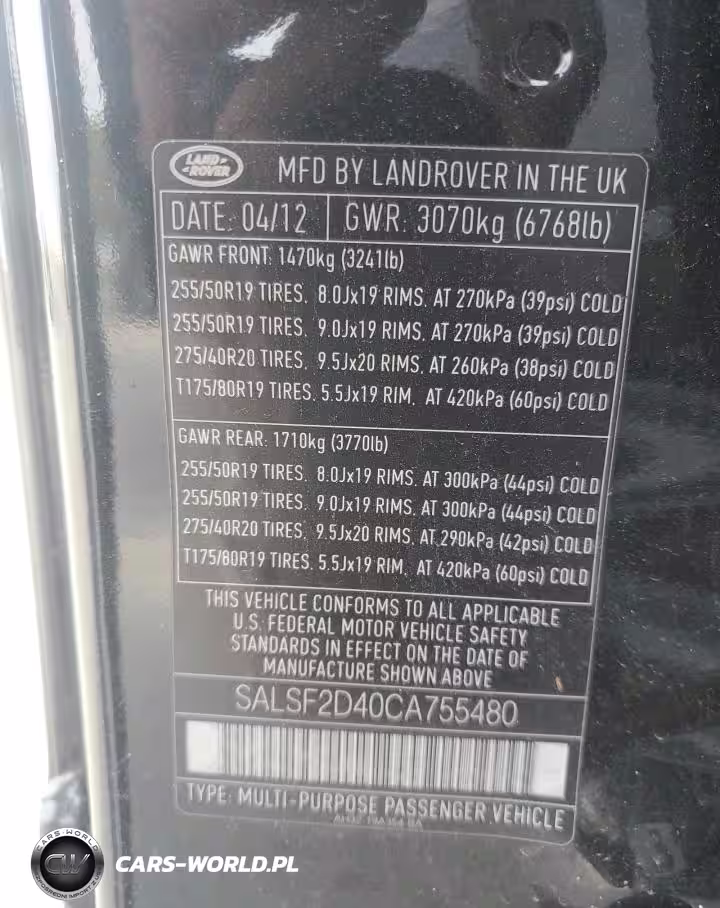 LAND ROVER
MFD BY LANDROVER IN THE UK
DATE: 04/12 GWR: 3070kg (6768lb)
GAWR FRONT: 1470kg (3241lb)
255/50R19 TIRES. 8.0Jx19 RIMS. AT 270kPa (39psi) COLD
255/50R19 TIRES. 9.0Jx19 RIMS. AT 270kPa (39psi) COLD
275/40R20 TIRES. 9.5Jx20 RIMS. AT 260kPa (38psi) COLD
T175/80R19 TIRES. 5.5Jx19 RIM. AT 420kPa (60psi) COLD
GAWR REAR: 1710kg (3770lb)
255/50R19 TIRES. 8.0Jx19 RIMS. AT 300kPa (44psi) COLD
255/50R19 TIRES. 9.0Jx19 RIMS. AT 300kPa (44psi) COLD
275/40R20 TIRES. 9.5Jx20 RIMS. AT 290kPa (42psi) COLD
T175/80R19 TIRES. 5.5Jx19 RIM. AT 420kPa (60psi) COLD
THIS VEHICLE CONFORMS TO ALL APPLICABLE
U.S. FEDERAL MOTOR VEHICLE SAFETY
STANDARDS IN EFFECT ON THE DATE OF
MANUFACTURE SHOWN ABOVE
SALSF2D40CA755480
TYPE: MULTI-PURPOSE PASSENGER VEHICLE
CARS-WORLD
CW
CARS-WORLD.PL